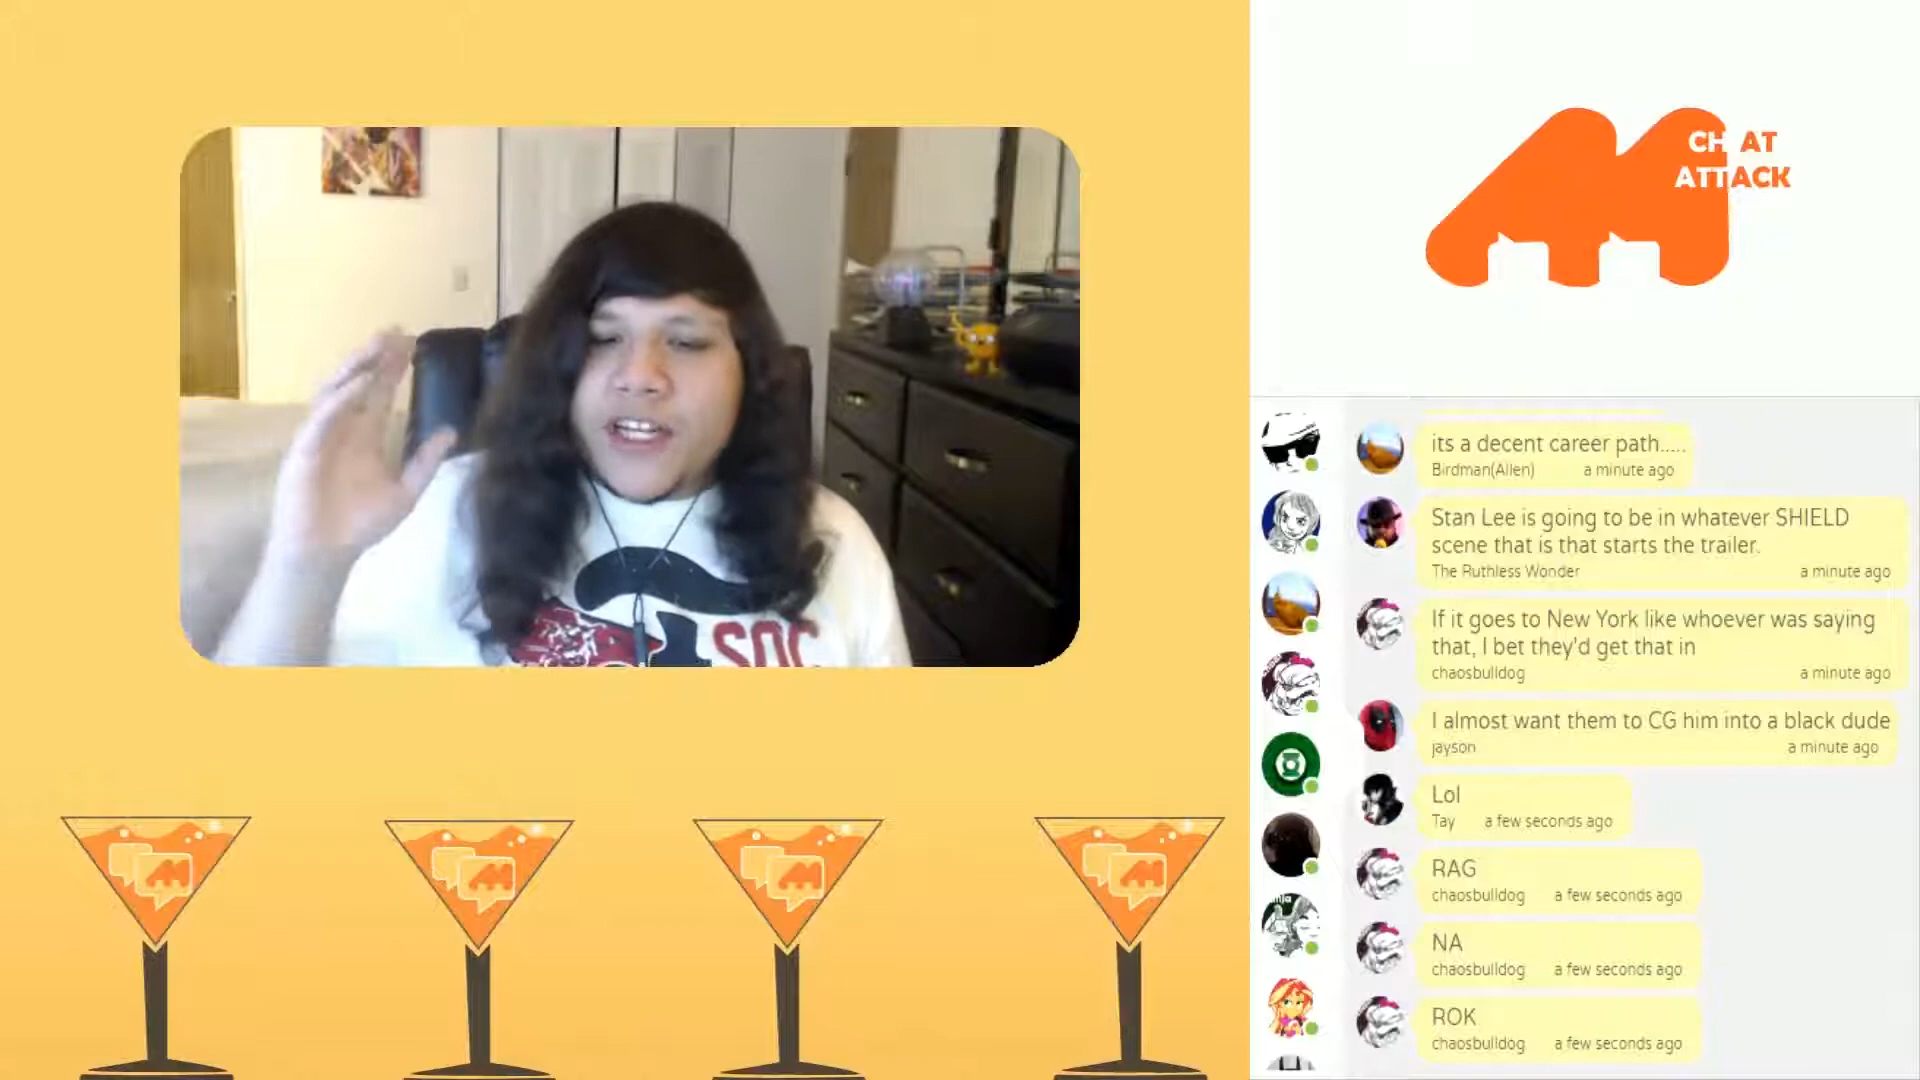 CHAT
ATTACK
its a decent career path.....
Birdman(Allen) a minute ago
Stan Lee is going to be in whatever SHIELD
scene that is that starts the trailer.
The Ruthless Wonder a minute ago
If it goes to New York like whoever was saying
that, I bet they'd get that in
chaosbulldog a minute ago
I almost want them to CG him into a black dude
jayson a minute ago
Lol
Tay a few seconds ago
RAG
chaosbulldog a few seconds ago
NA
chaosbulldog a few seconds ago
ROK
chaosbulldog a few seconds ago